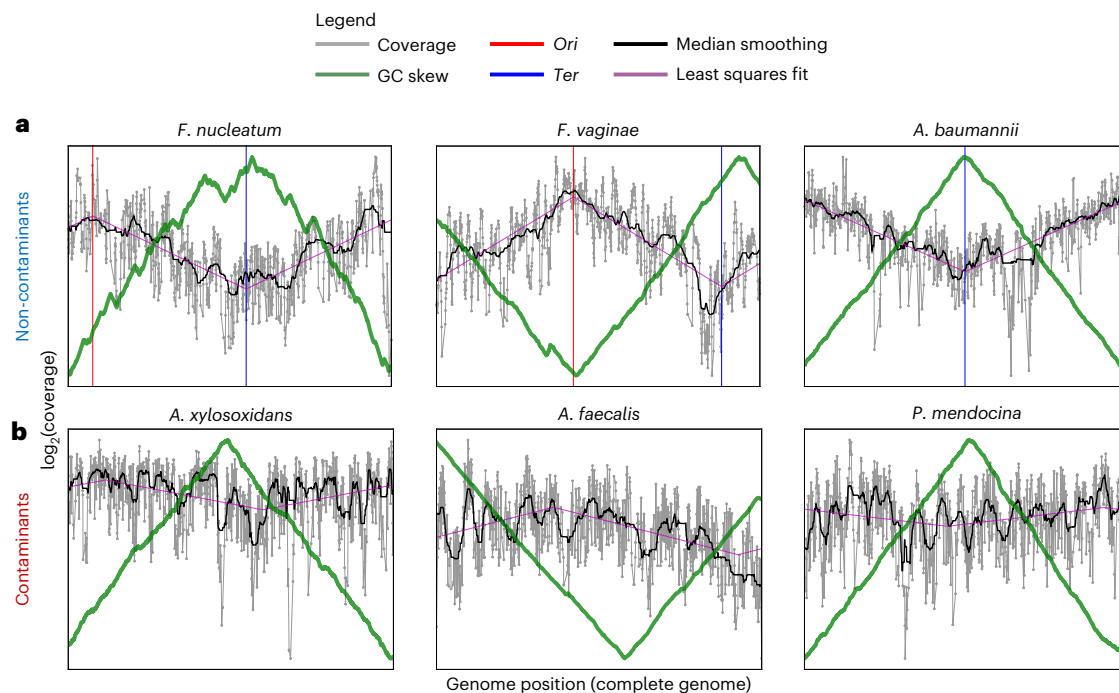 Legend
Coverage Ori Median smoothing
GC skew Ter Least squares fit
a
F. nucleatum F. vaginae A. baumannii
Non-contaminants
log2(coverage)
b
A. xylosoxidans A. faecalis P. mendocina
Contaminants
Genome position (complete genome)